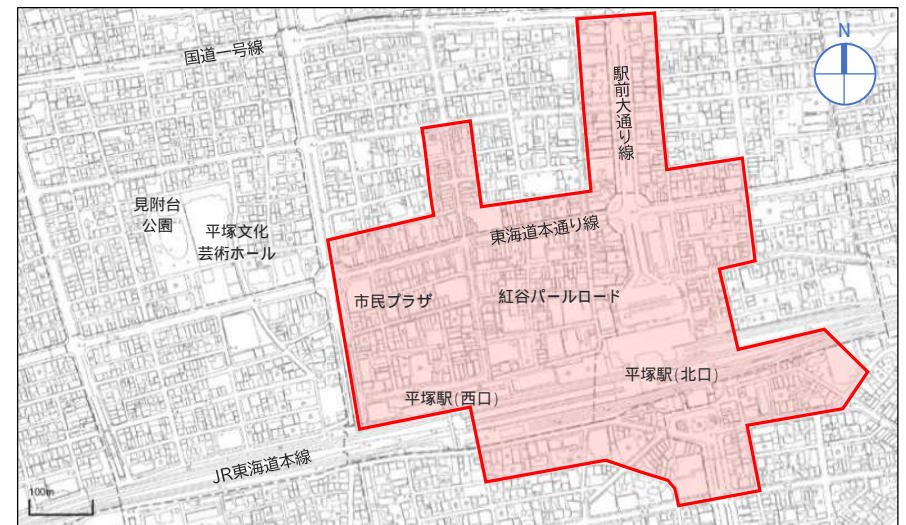 国道一号線
N
駅前大通り線
見附台
公園
平塚文化
芸術ホール
東海道本通り線
市民プラザ
紅谷パールロード
平塚駅(北口)
平塚駅(西口)
JR東海道本線
100m